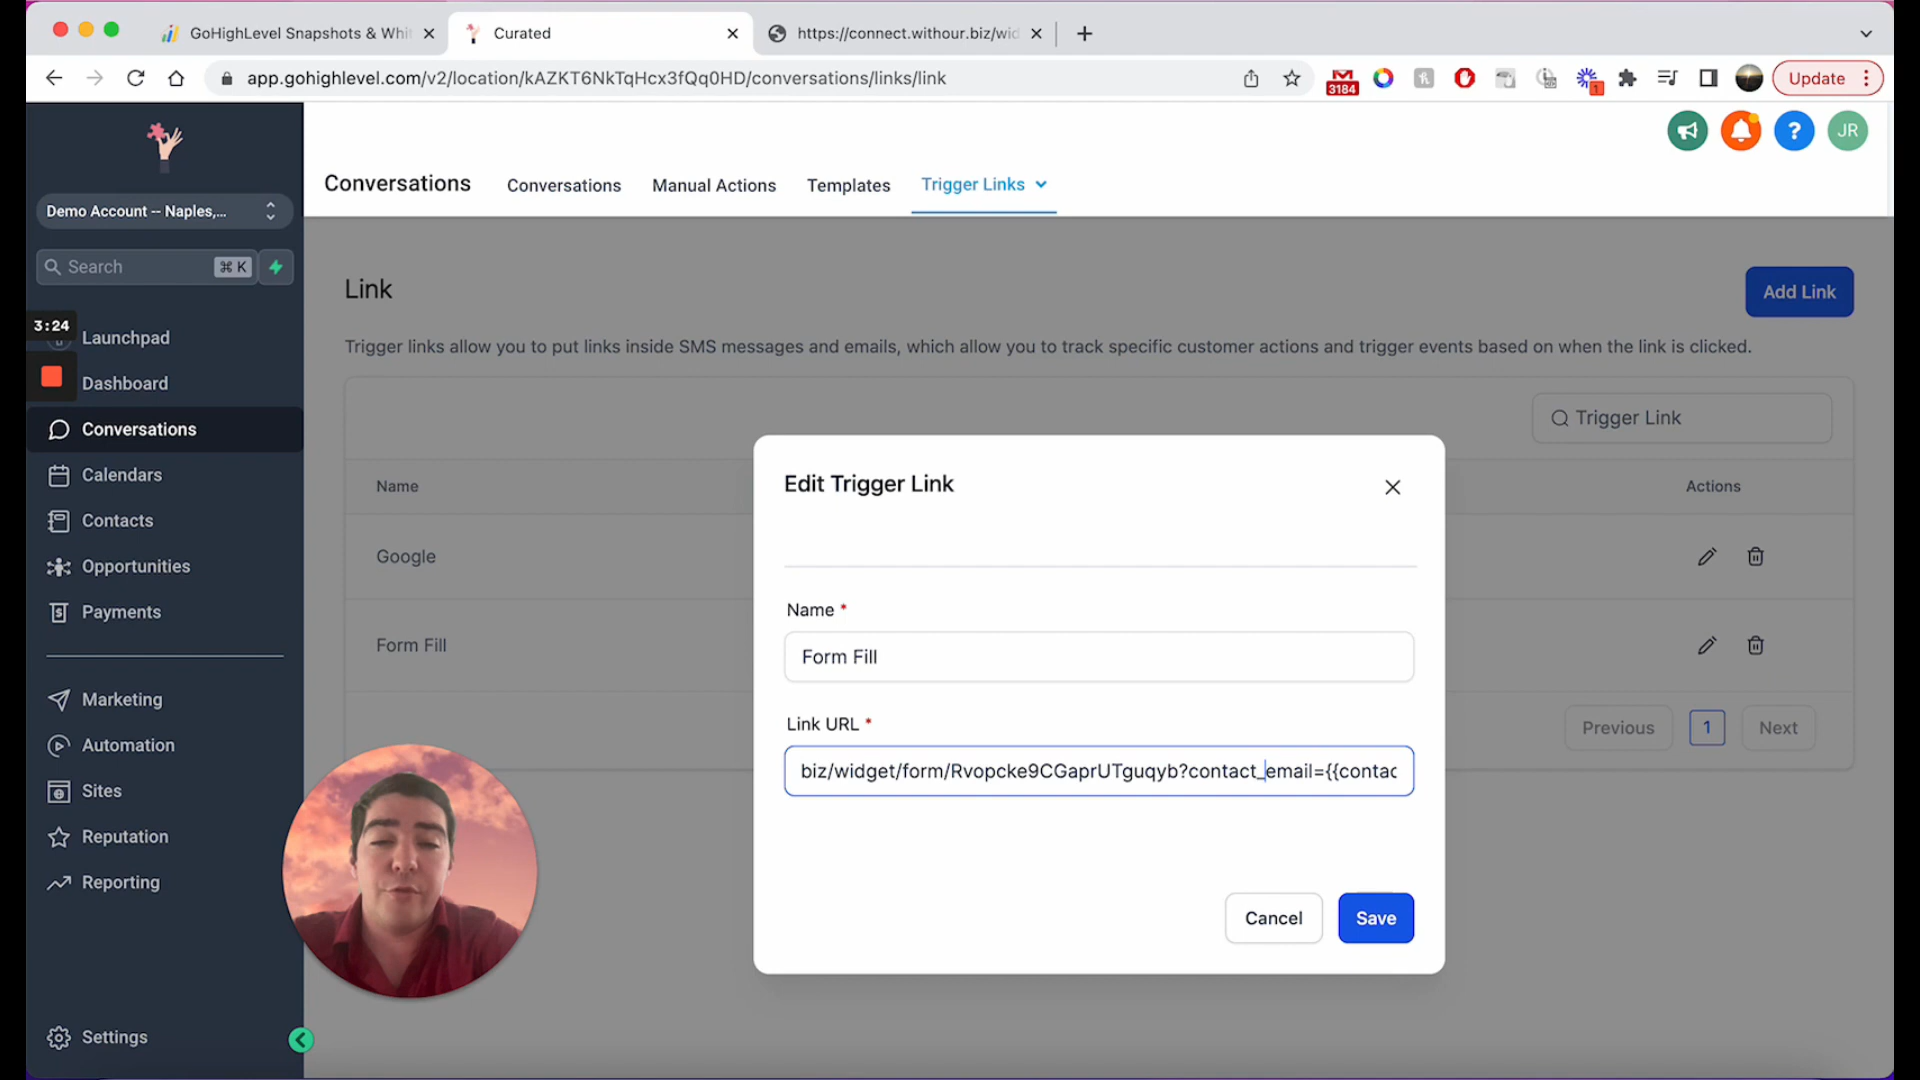 GoHighLevel Snapshots & Whi
Curated
https://connect.withour.biz/wid
app.gohighlevel.com/v2/location/kAZKT6NkTqHcx3fQq0HD/conversations/links/link
3184
1
Update
JR
Conversations
Conversations
Manual Actions
Templates
Trigger Links
Demo Account -- Naples,...
Search
⌘ K
3:24
Launchpad
Dashboard
Conversations
Calendars
Contacts
Opportunities
Payments
Marketing
Automation
Sites
Reputation
Reporting
Settings
Link
Add Link
Trigger links allow you to put links inside SMS messages and emails, which allow you to track specific customer actions and trigger events based on when the link is clicked.
Trigger Link
Name
Actions
Google
Form Fill
Previous
1
Next
Edit Trigger Link
Name *
Form Fill
Link URL *
biz/widget/form/Rvopcke9CGaprUTguqyb?contact_email={{contac
Cancel
Save